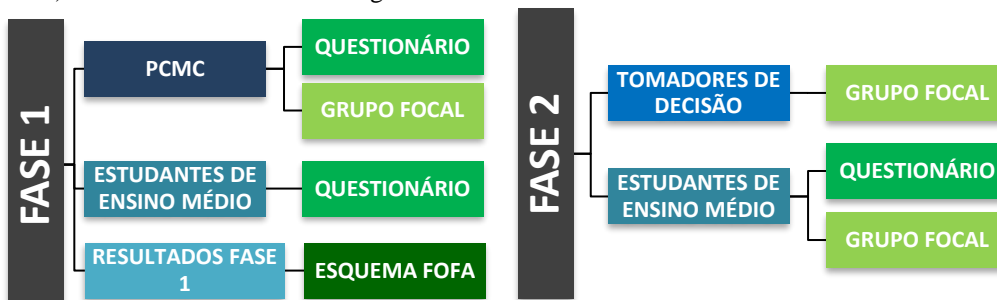 FASE 1
PCMC
QUESTIONÁRIO
GRUPO FOCAL
ESTUDANTES DE
ENSINO MÉDIO
QUESTIONÁRIO
RESULTADOS FASE
1
ESQUEMA FOFA
FASE 2
TOMADORES DE
DECISÃO
GRUPO FOCAL
ESTUDANTES DE
ENSINO MÉDIO
QUESTIONÁRIO
GRUPO FOCAL